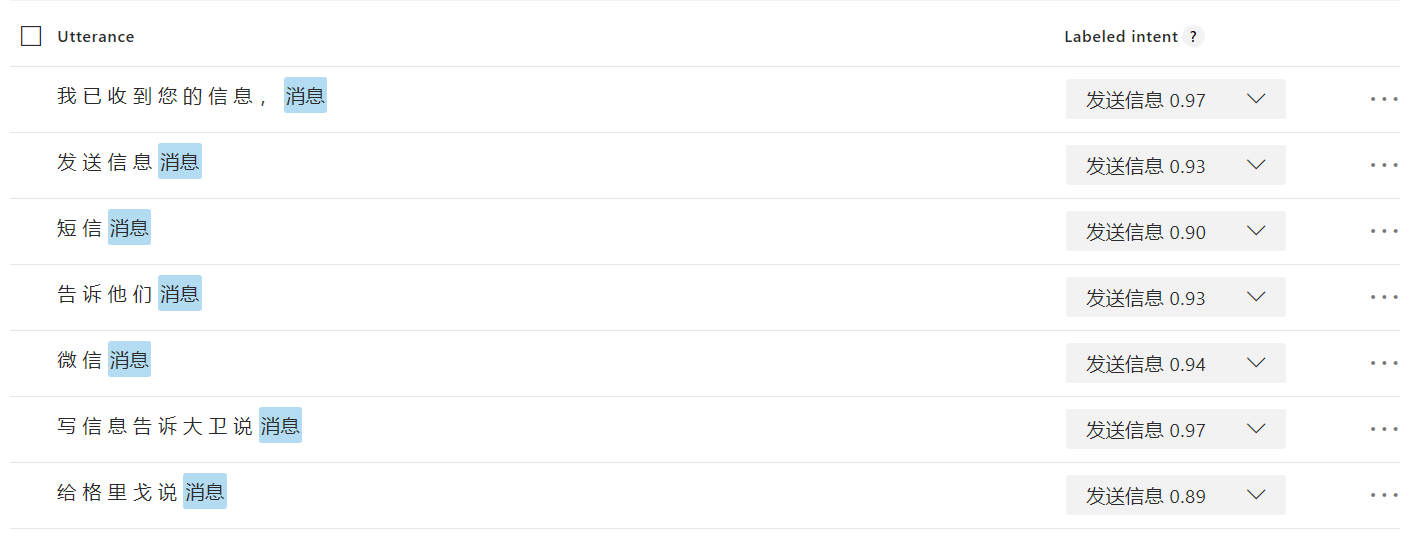 Utterance Labeled intent ?
我已收到您的信息， 消息 发送信息 0.97
发送信息 消息 发送信息 0.93
短信 消息 发送信息 0.90
告诉他们 消息 发送信息 0.93
微信 消息 发送信息 0.94
写信息告诉大卫说 消息 发送信息 0.97
给格里戈说 消息 发送信息 0.89